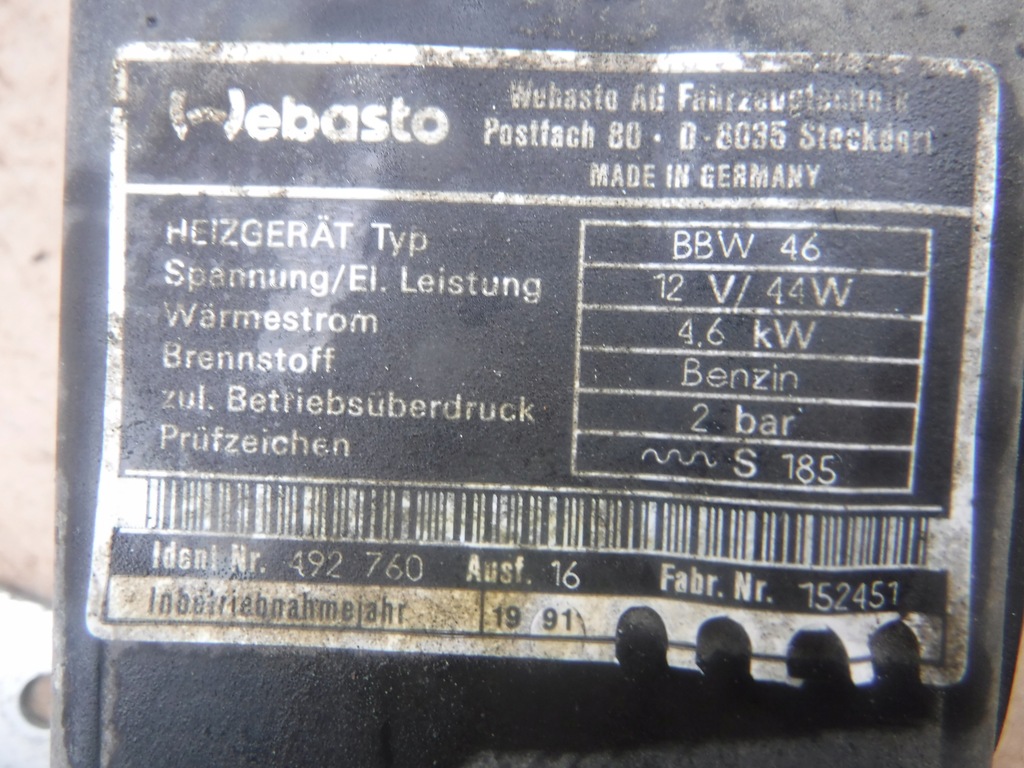 Webasto
Webasto AG Fahrzeugtechnik
Postfach 80 · D-8035 Stockdorf
MADE IN GERMANY
HEIZGERÄT Typ BBW 46
Spannung/El. Leistung 12 V/ 44W
Wärmestrom 4,6 kW
Brennstoff Benzin
zul. Betriebsüberdruck 2 bar
Prüfzeichen ~~~ S 185
Ident. Nr. 492 760 Ausf. 16 Fabr. Nr. 152451
Inbetriebnahmejahr 19 91